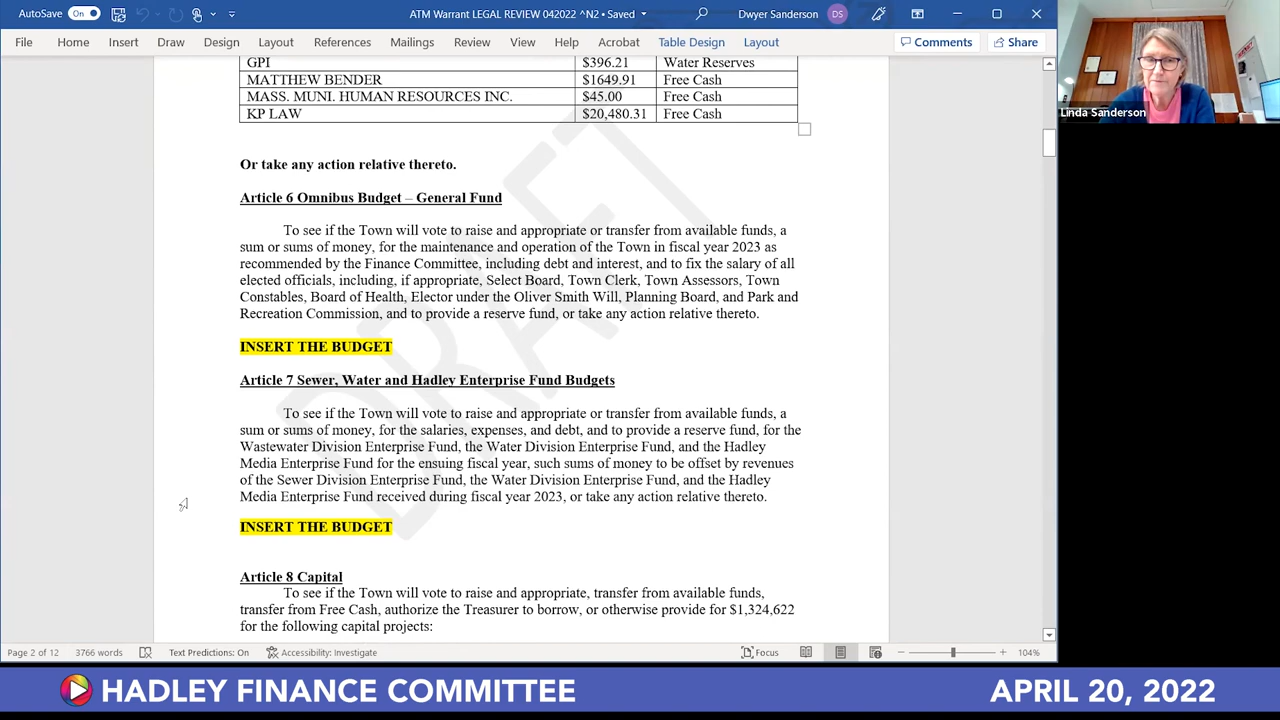 AutoSave On
ATM Warrant LEGAL REVIEW 042022 ^N2 • Saved
Dwyer Sanderson DS
File Home Insert Draw Design Layout References Mailings Review View Help Acrobat Table Design Layout Comments Share
GPI $396.21 Water Reserves
MATTHEW BENDER $1649.91 Free Cash
MASS. MUNI. HUMAN RESOURCES INC. $45.00 Free Cash
KP LAW $20,480.31 Free Cash
Or take any action relative thereto.
Article 6 Omnibus Budget – General Fund
To see if the Town will vote to raise and appropriate or transfer from available funds, a
sum or sums of money, for the maintenance and operation of the Town in fiscal year 2023 as
recommended by the Finance Committee, including debt and interest, and to fix the salary of all
elected officials, including, if appropriate, Select Board, Town Clerk, Town Assessors, Town
Constables, Board of Health, Elector under the Oliver Smith Will, Planning Board, and Park and
Recreation Commission, and to provide a reserve fund, or take any action relative thereto.
INSERT THE BUDGET
Article 7 Sewer, Water and Hadley Enterprise Fund Budgets
To see if the Town will vote to raise and appropriate or transfer from available funds, a
sum or sums of money, for the salaries, expenses, and debt, and to provide a reserve fund, for the
Wastewater Division Enterprise Fund, the Water Division Enterprise Fund, and the Hadley
Media Enterprise Fund for the ensuing fiscal year, such sums of money to be offset by revenues
of the Sewer Division Enterprise Fund, the Water Division Enterprise Fund, and the Hadley
Media Enterprise Fund received during fiscal year 2023, or take any action relative thereto.
INSERT THE BUDGET
Article 8 Capital
To see if the Town will vote to raise and appropriate, transfer from available funds,
transfer from Free Cash, authorize the Treasurer to borrow, or otherwise provide for $1,324,622
for the following capital projects:
DRAFT
Page 2 of 12 3776 words Text Predictions: On Accessibility: Investigate Focus 104%
Linda Sanderson
HADLEY FINANCE COMMITTEE
APRIL 20, 2022